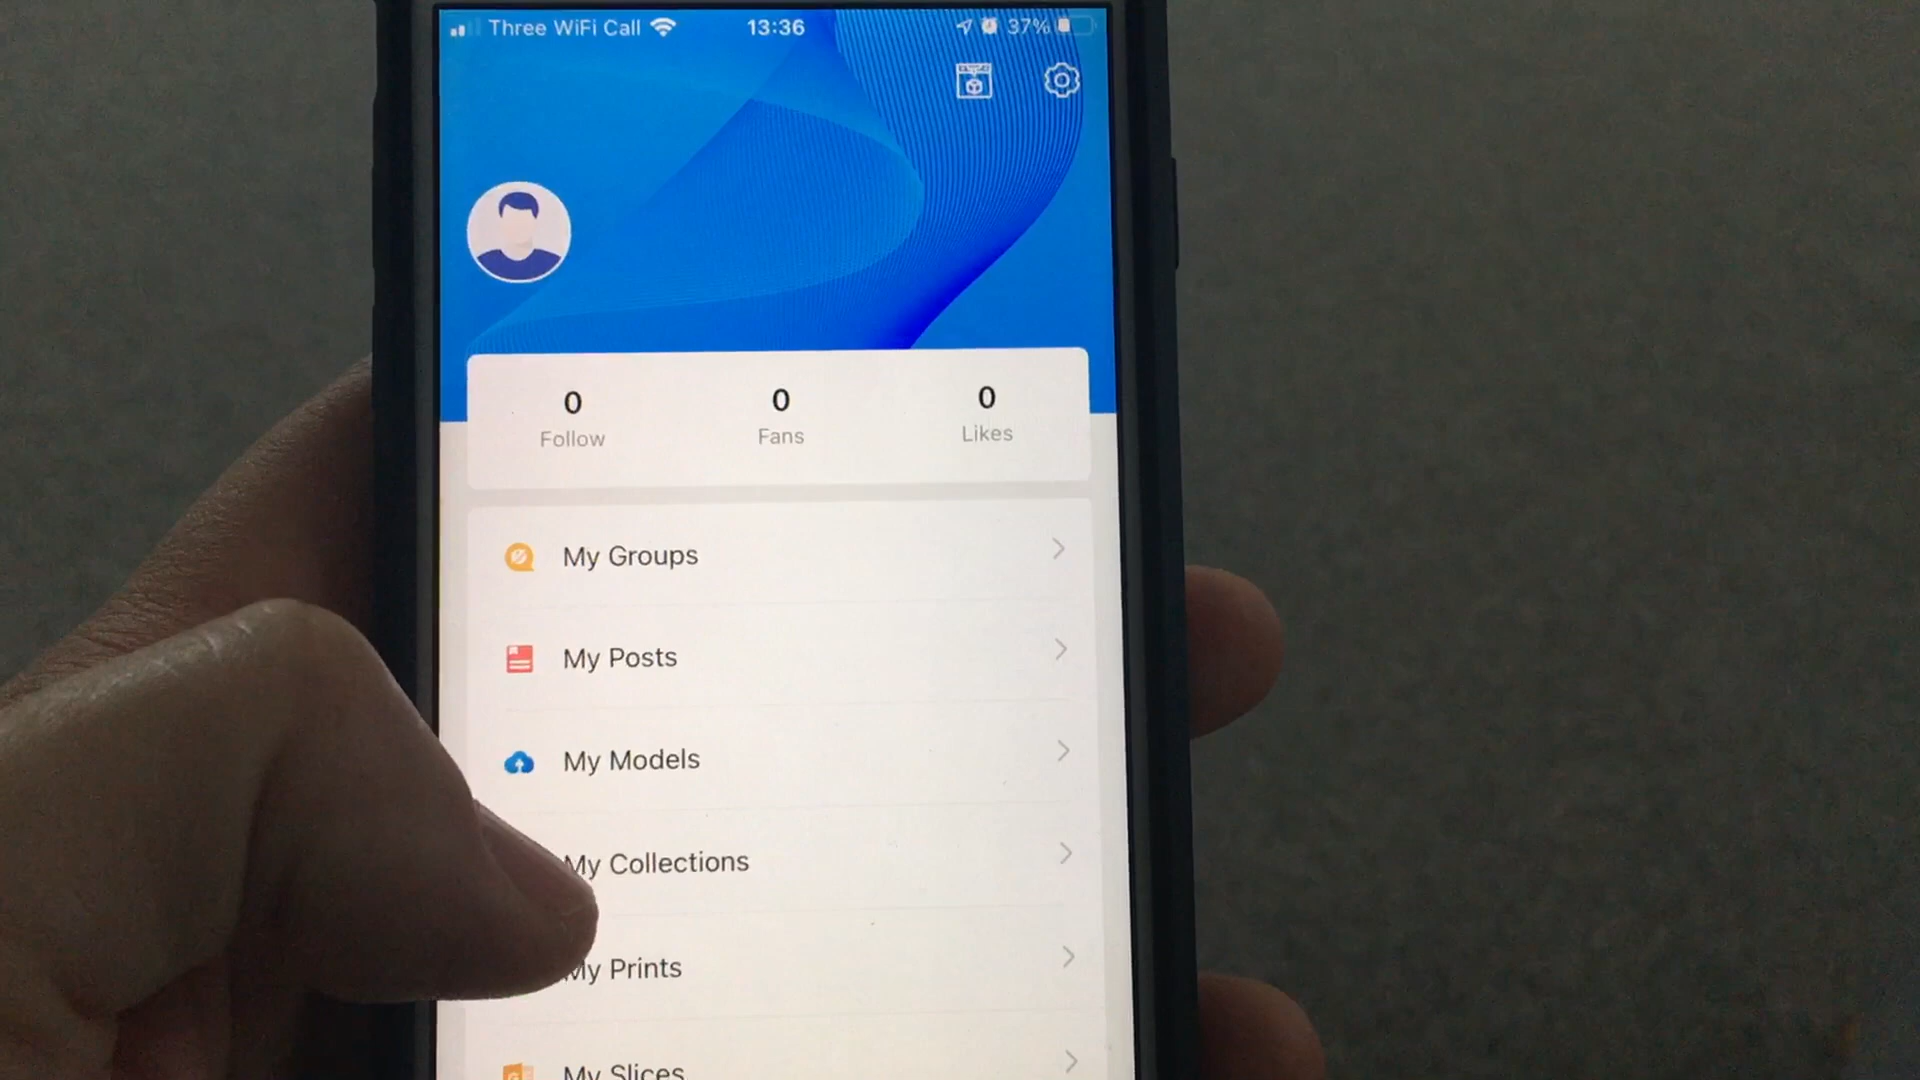 Three WiFi Call 13:36 37%
0 0 0
Follow Fans Likes
My Groups
My Posts
My Models
My Collections
My Prints
My Slices